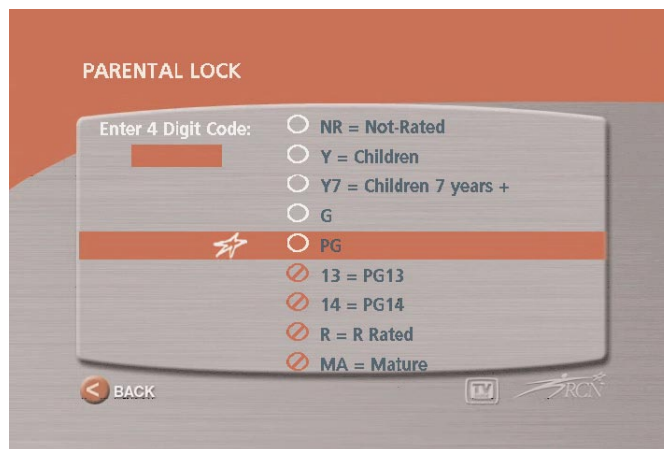 PARENTAL LOCK
Enter 4 Digit Code:
NR = Not-Rated
Y = Children
Y7 = Children 7 years +
G
PG
13 = PG13
14 = PG14
R = R Rated
MA = Mature
BACK
TV
RCN